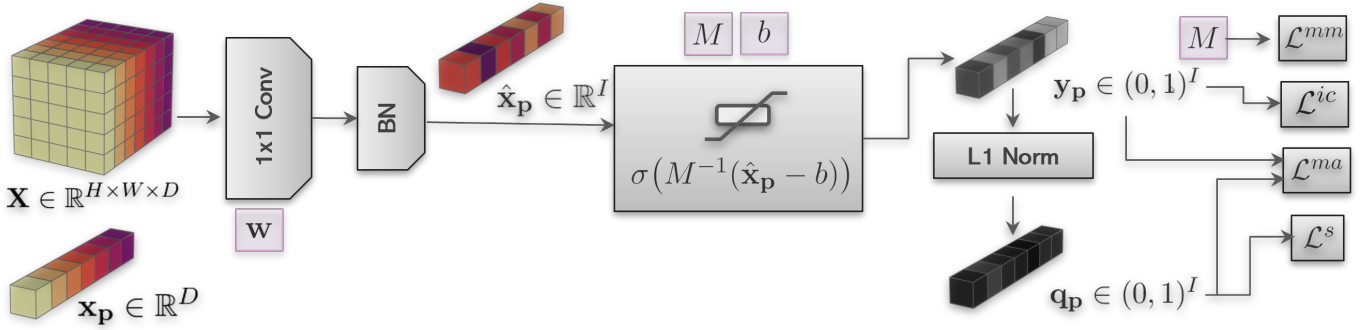 X ∈ ℝ^{H×W×D}
x_p ∈ ℝ^D
1x1 Conv
w
BN
x̂_p ∈ ℝ^I
M
b
σ(M^{-1}(x̂_p − b))
y_p ∈ (0, 1)^I
L1 Norm
q_p ∈ (0, 1)^I
M
ℒ^{mm}
ℒ^{ic}
ℒ^{ma}
ℒ^s